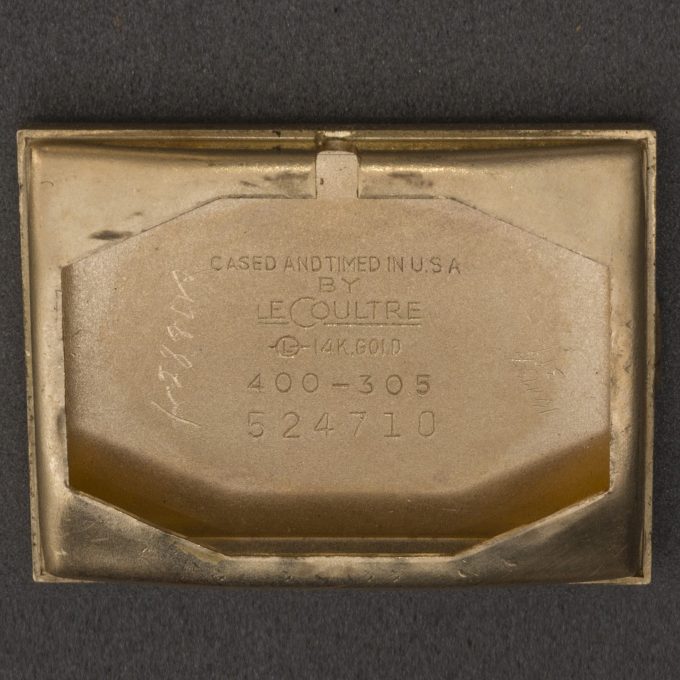 CASED AND TIMED IN U.S.A
BY
LECOULTRE
L 14K.GOLD
400-305
524710